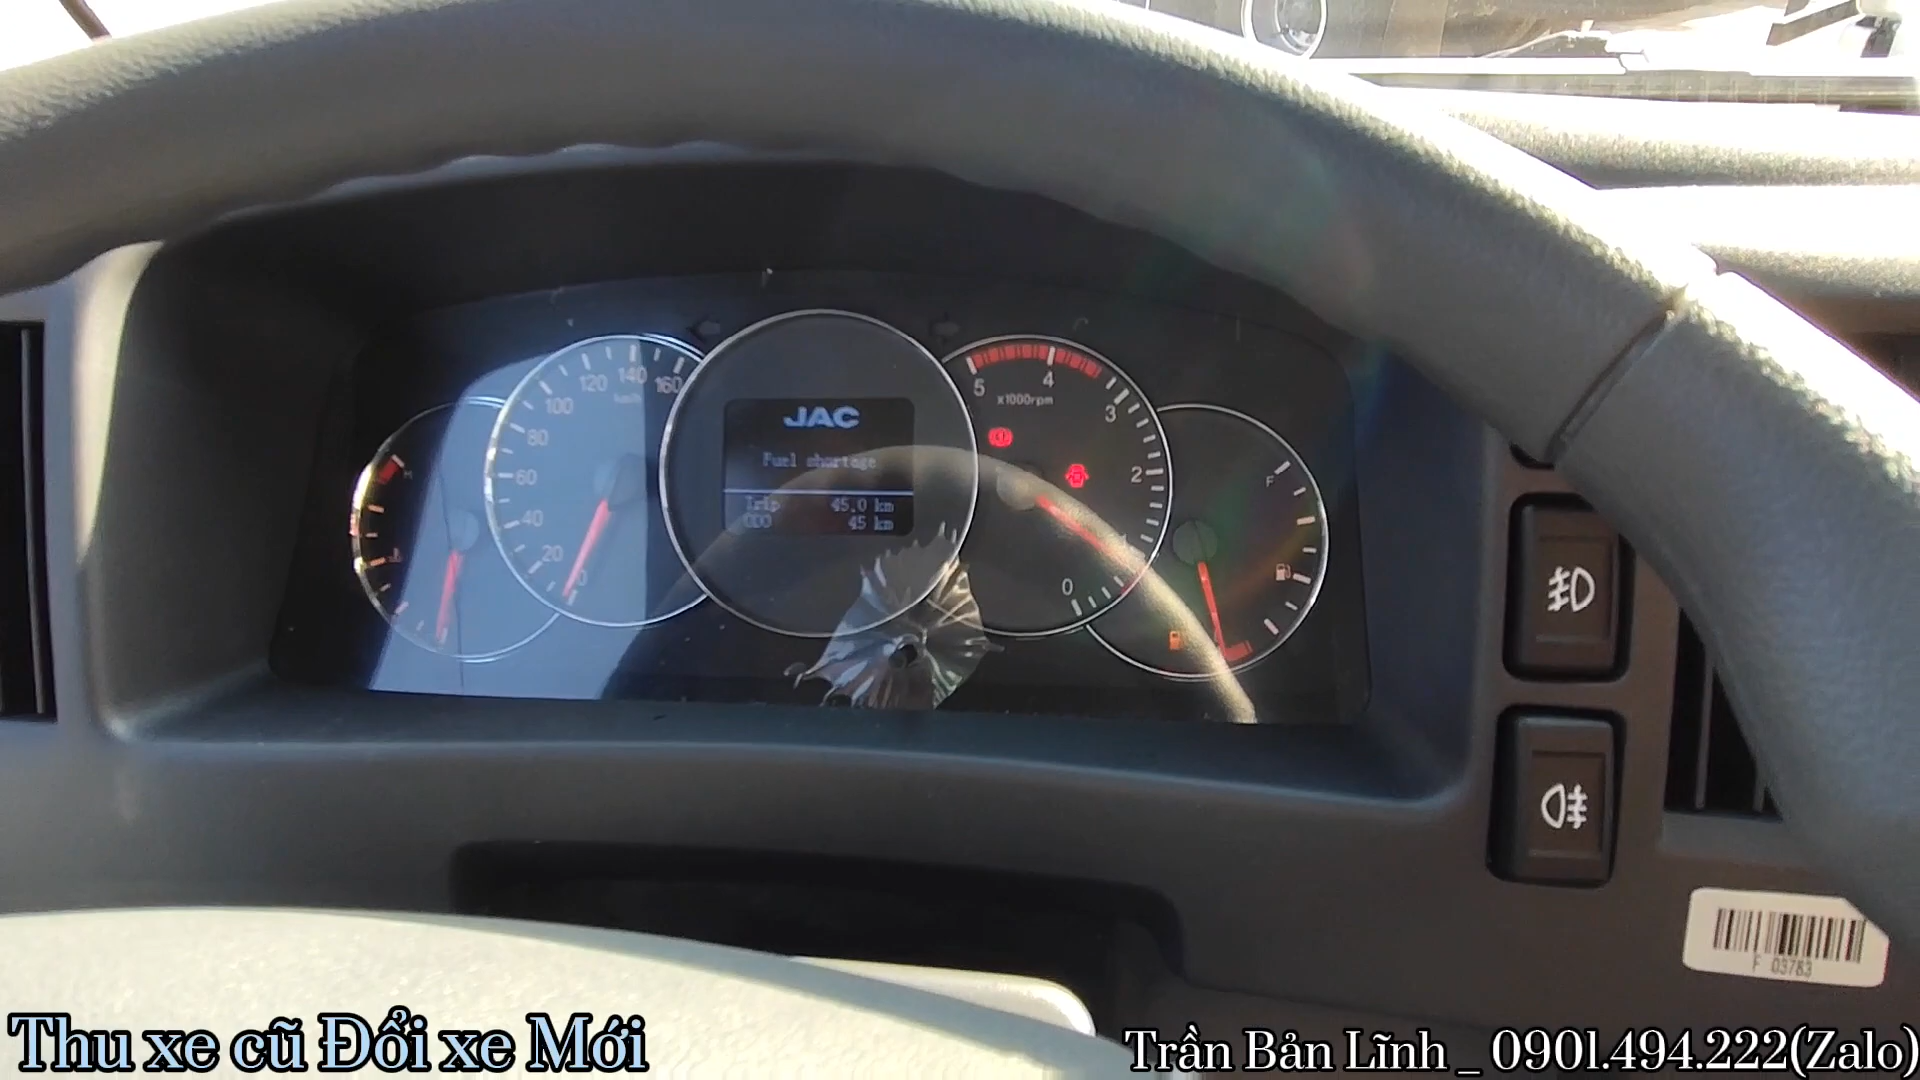 120 140 160
100
km/h
80
60
40
20
0
H
JAC
Fuel shortage
Trip 45.0 km
ODO 45 km
5 4 3 2 1 0
x1000rpm
F
F 03783
Thu xe cũ Đổi xe Mới
Trần Bản Lĩnh _ 0901.494.222(Zalo)